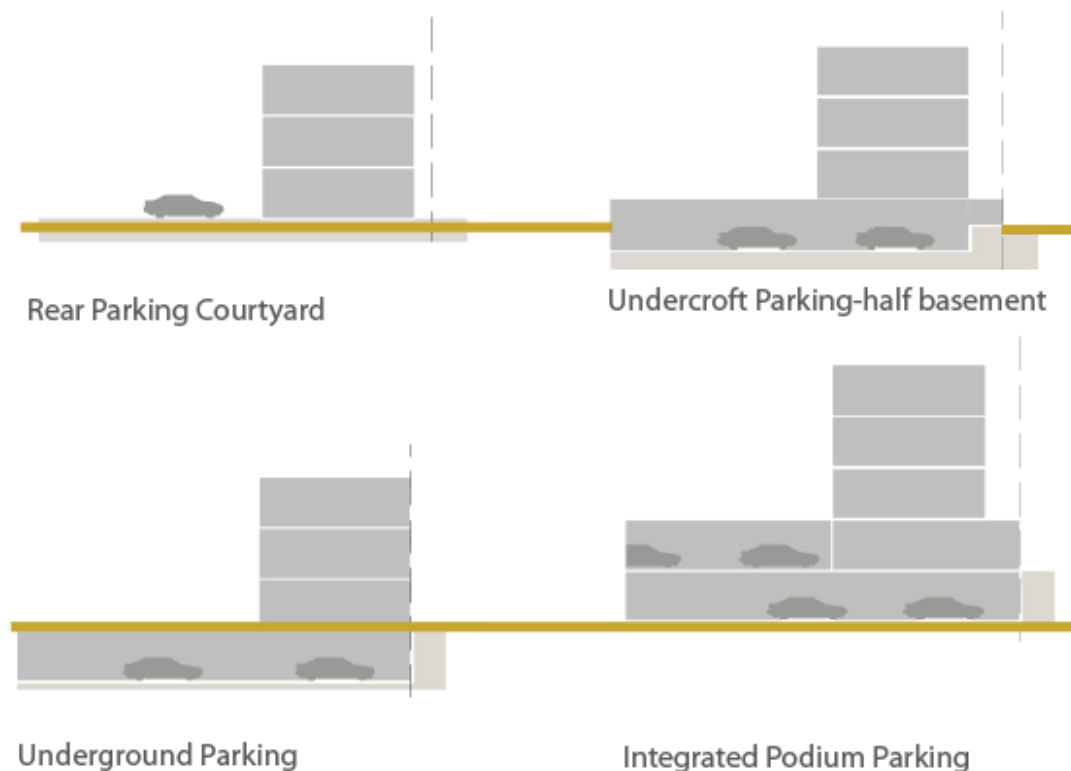 Rear Parking Courtyard
Undercroft Parking-half basement
Underground Parking
Integrated Podium Parking